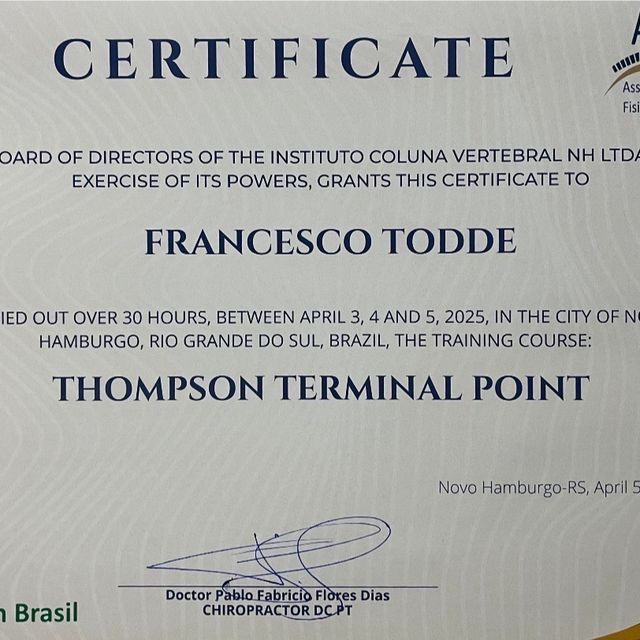 CERTIFICATE
A
Ass
Fisi
OARD OF DIRECTORS OF THE INSTITUTO COLUNA VERTEBRAL NH LTDA
EXERCISE OF ITS POWERS, GRANTS THIS CERTIFICATE TO
FRANCESCO TODDE
IED OUT OVER 30 HOURS, BETWEEN APRIL 3, 4 AND 5, 2025, IN THE CITY OF NO
HAMBURGO, RIO GRANDE DO SUL, BRAZIL, THE TRAINING COURSE:
THOMPSON TERMINAL POINT
Novo Hamburgo-RS, April 5
Doctor Pablo Fabricio Flores Dias
CHIROPRACTOR DC PT
n Brasil